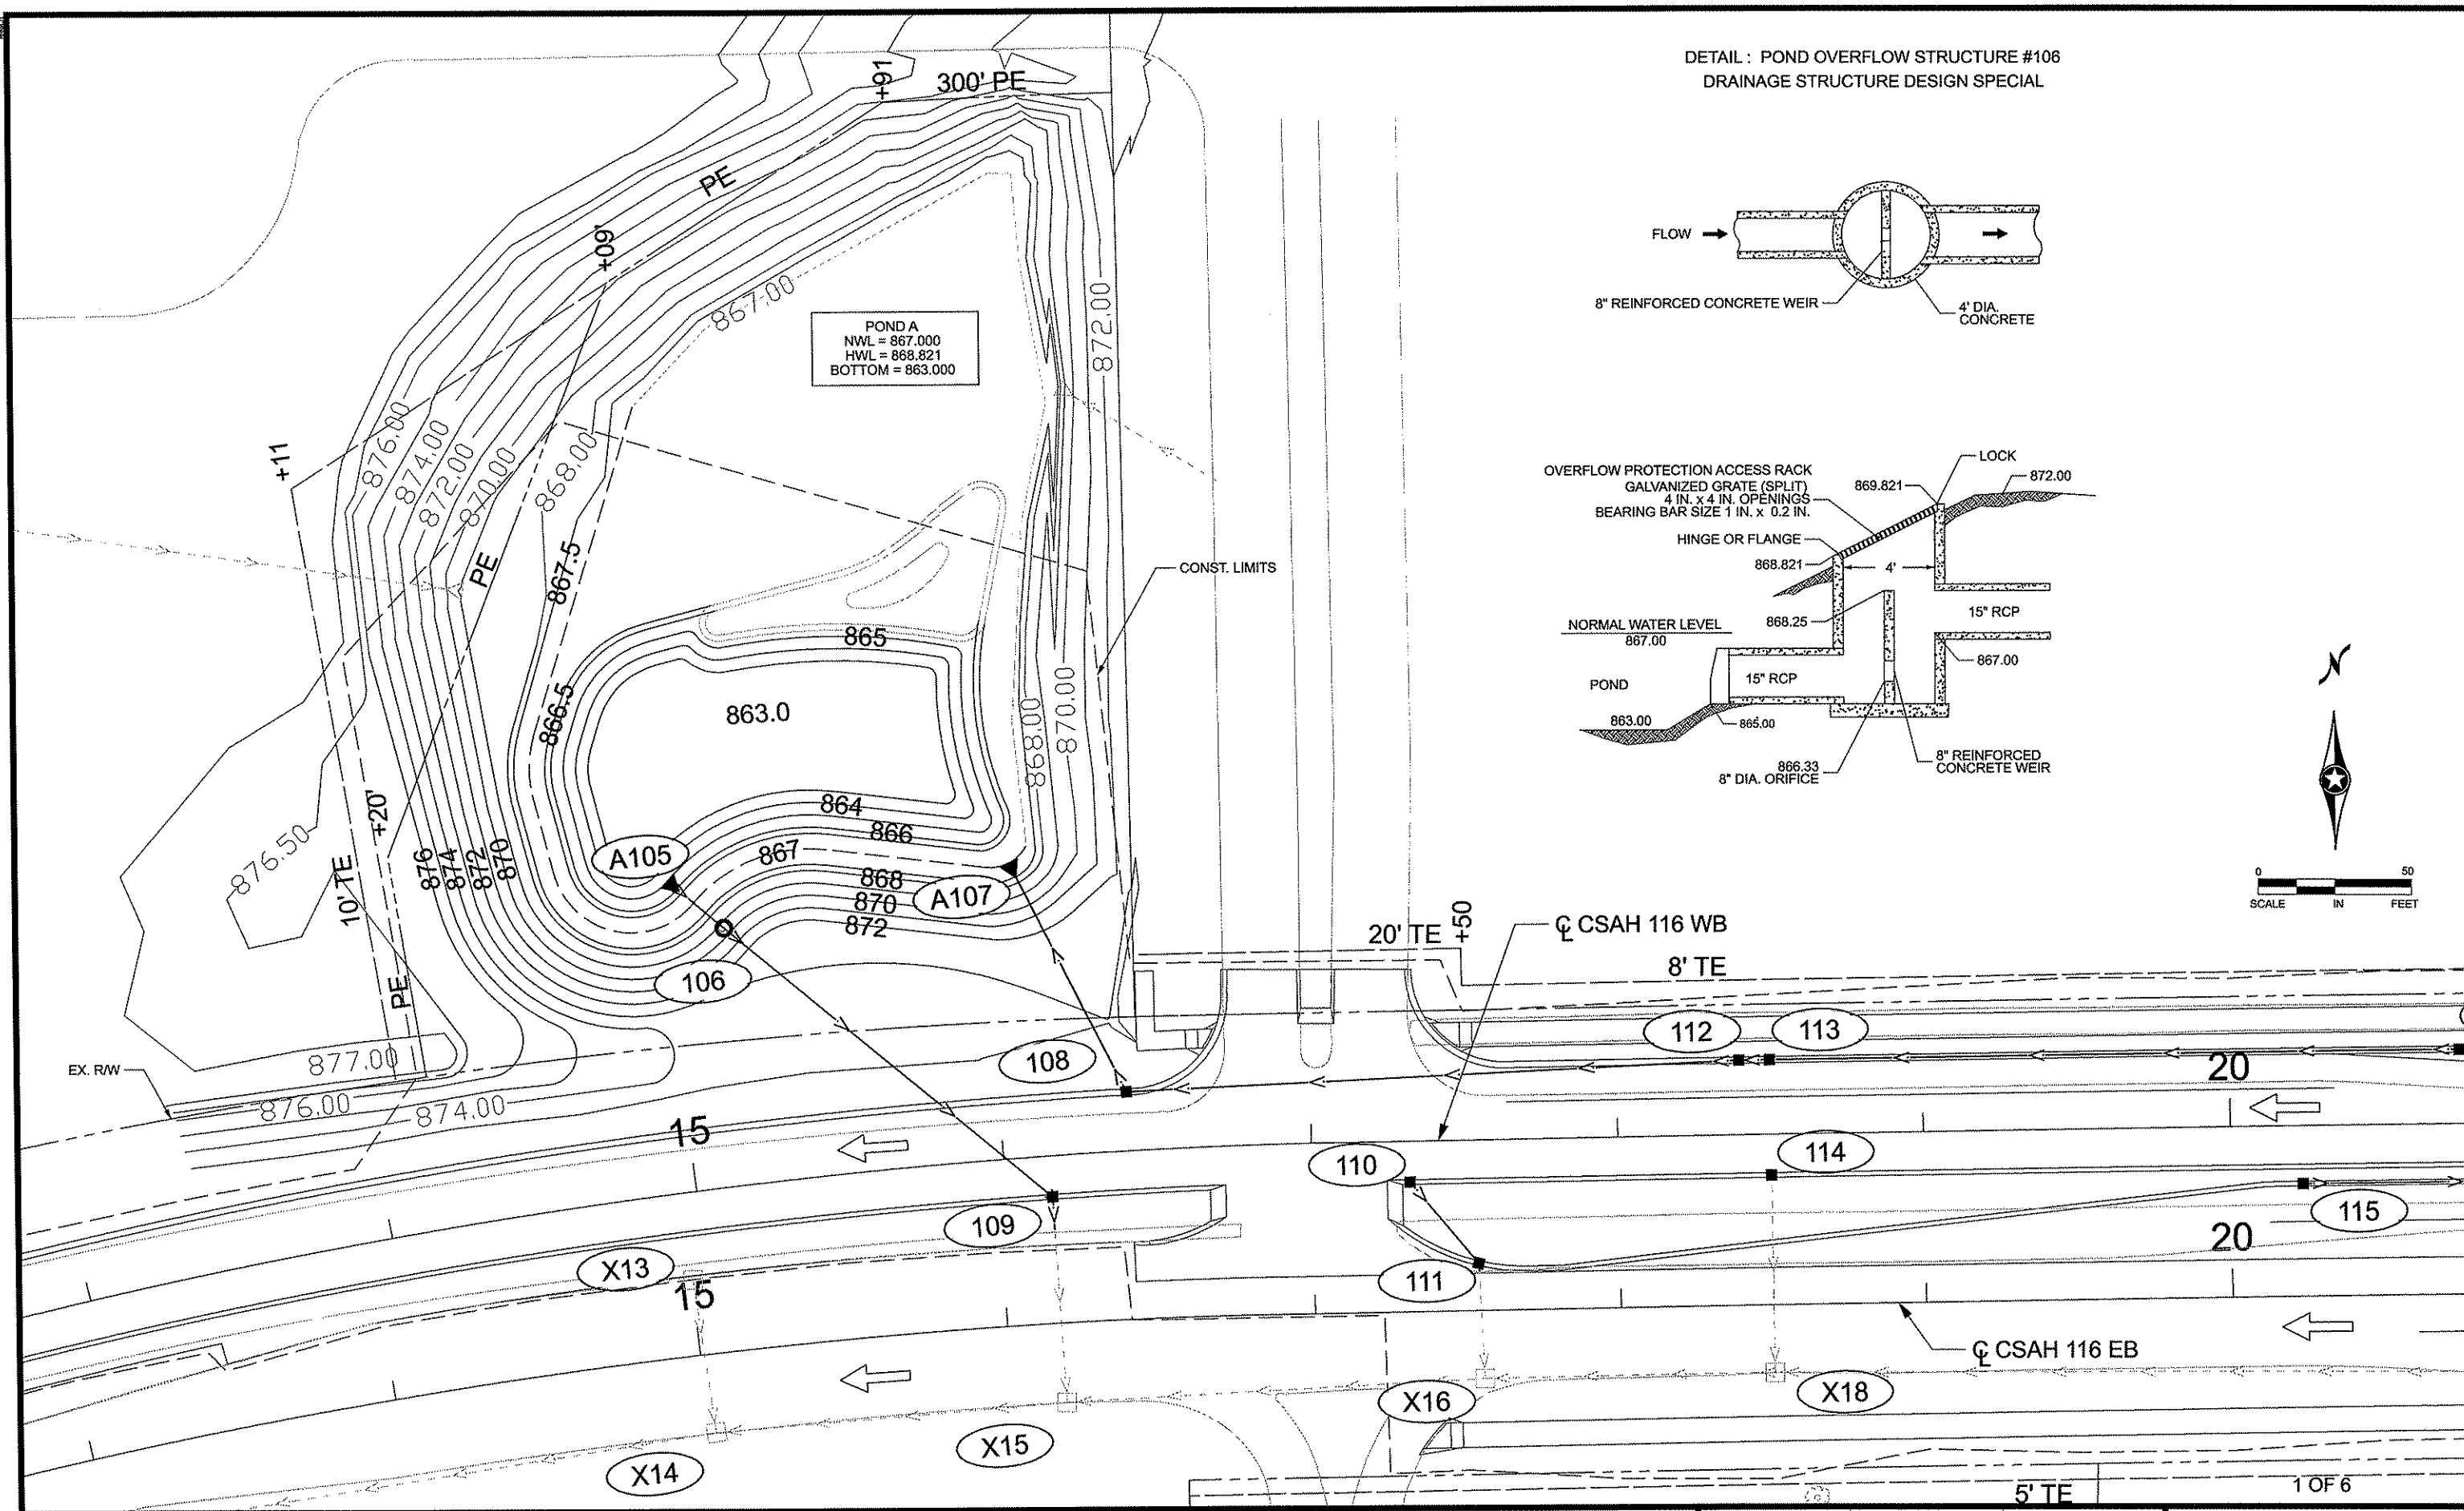 DETAIL : POND OVERFLOW STRUCTURE #106
DRAINAGE STRUCTURE DESIGN SPECIAL
+91
300' PE
PE
+09'
867.00
POND A
NWL = 867.000
HWL = 868.821
BOTTOM = 863.000
872.00
FLOW
8" REINFORCED CONCRETE WEIR
4' DIA.
CONCRETE
+11
876.00
874.00
872.00
870.00
868.00
PE
867.5
866.5
CONST. LIMITS
865
863.0
868.00
870.00
OVERFLOW PROTECTION ACCESS RACK
GALVANIZED GRATE (SPLIT)
4 IN. x 4 IN. OPENINGS
BEARING BAR SIZE 1 IN. x 0.2 IN.
LOCK
869.821
872.00
HINGE OR FLANGE
868.821
4'
NORMAL WATER LEVEL
867.00
868.25
15" RCP
867.00
POND
15" RCP
863.00
865.00
866.33
8" DIA. ORIFICE
8" REINFORCED
CONCRETE WEIR
N
0
50
SCALE
IN
FEET
876.50
10' TE
+20'
876
874
872
870
PE
A105
864
866
867
868
870
872
A107
106
20' TE
+50
℄ CSAH 116 WB
8' TE
EX. R/W
877.00
876.00
874.00
108
112
113
20
15
110
114
109
115
X13
15
111
20
℄ CSAH 116 EB
X16
X18
X14
X15
5' TE
1 OF 6